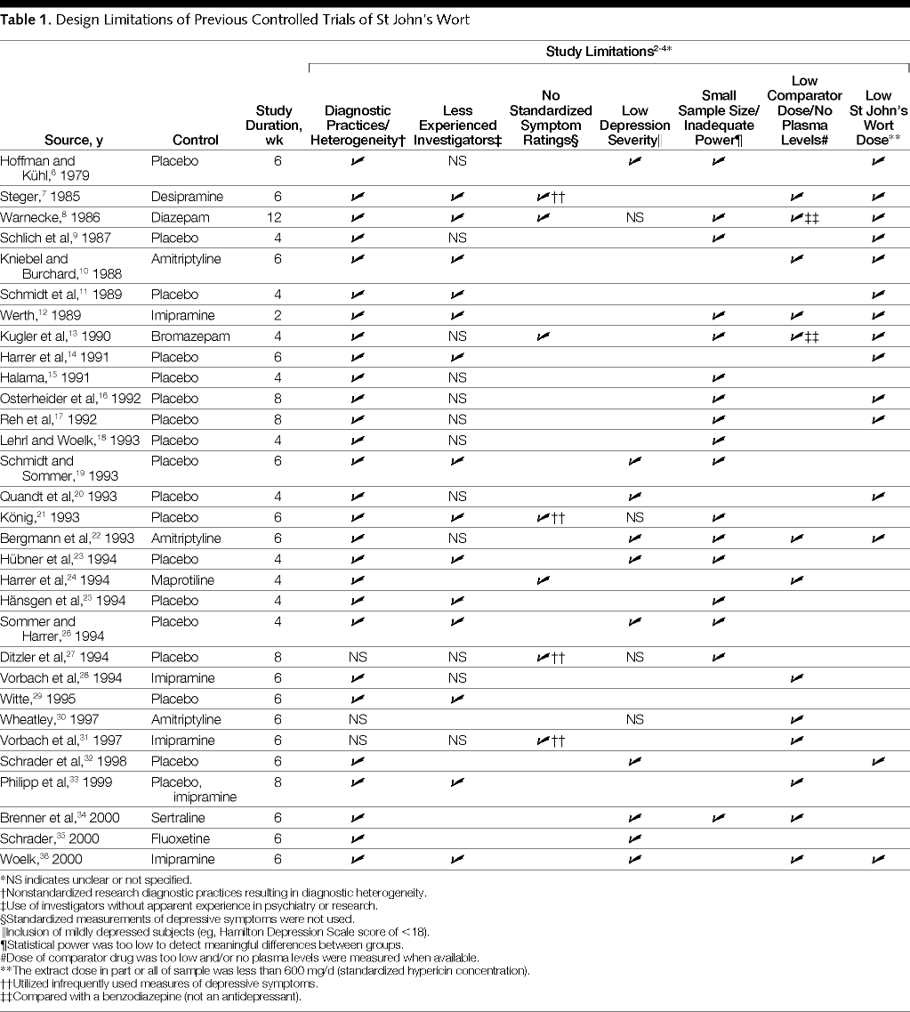 Table 1. Design Limitations of Previous Controlled Trials of St John's Wort
Study Limitations2-4*
Source, y Control Study Duration, wk Diagnostic Practices/ Heterogeneity† Less Experienced Investigators‡ No Standardized Symptom Ratings§ Low Depression Severity|| Small Sample Size/ Inadequate Power¶ Low Comparator Dose/No Plasma Levels# Low St John's Wort Dose**
Hoffman and Kühl,6 1979 Placebo 6 ✓ NS ✓ ✓ ✓
Steger,7 1985 Desipramine 6 ✓ ✓ ✓†† ✓ ✓
Warnecke,8 1986 Diazepam 12 ✓ ✓ ✓ NS ✓ ✓‡‡ ✓
Schlich et al,9 1987 Placebo 4 ✓ NS ✓ ✓
Kniebel and Burchard,10 1988 Amitriptyline 6 ✓ ✓ ✓ ✓
Schmidt et al,11 1989 Placebo 4 ✓ ✓ ✓
Werth,12 1989 Imipramine 2 ✓ ✓ ✓ ✓ ✓
Kugler et al,13 1990 Bromazepam 4 ✓ NS ✓ ✓ ✓‡‡ ✓
Harrer et al,14 1991 Placebo 6 ✓ ✓ ✓
Halama,15 1991 Placebo 4 ✓ NS ✓
Osterheider et al,16 1992 Placebo 8 ✓ NS ✓ ✓
Reh et al,17 1992 Placebo 8 ✓ NS ✓ ✓
Lehrl and Woelk,18 1993 Placebo 4 ✓ NS ✓
Schmidt and Sommer,19 1993 Placebo 6 ✓ ✓ ✓ ✓
Quandt et al,20 1993 Placebo 4 ✓ NS ✓ ✓
König,21 1993 Placebo 6 ✓ ✓ ✓†† NS ✓
Bergmann et al,22 1993 Amitriptyline 6 ✓ NS ✓ ✓ ✓ ✓
Hübner et al,23 1994 Placebo 4 ✓ ✓ ✓ ✓
Harrer et al,24 1994 Maprotiline 4 ✓ ✓ ✓
Hänsgen et al,25 1994 Placebo 4 ✓ ✓ ✓
Sommer and Harrer,26 1994 Placebo 4 ✓ ✓ ✓ ✓
Ditzler et al,27 1994 Placebo 8 NS NS ✓†† NS ✓
Vorbach et al,28 1994 Imipramine 6 ✓ NS ✓
Witte,29 1995 Placebo 6 ✓ ✓
Wheatley,30 1997 Amitriptyline 6 NS NS ✓
Vorbach et al,31 1997 Imipramine 6 NS NS ✓†† ✓
Schrader et al,32 1998 Placebo 6 ✓ ✓ ✓
Philipp et al,33 1999 Placebo, imipramine 8 ✓ ✓ ✓
Brenner et al,34 2000 Sertraline 6 ✓ ✓ ✓ ✓
Schrader,35 2000 Fluoxetine 6 ✓ ✓
Woelk,36 2000 Imipramine 6 ✓ ✓ ✓ ✓ ✓
*NS indicates unclear or not specified.
†Nonstandardized research diagnostic practices resulting in diagnostic heterogeneity.
‡Use of investigators without apparent experience in psychiatry or research.
§Standardized measurements of depressive symptoms were not used.
||Inclusion of mildly depressed subjects (eg, Hamilton Depression Scale score of <18).
¶Statistical power was too low to detect meaningful differences between groups.
#Dose of comparator drug was too low and/or no plasma levels were measured when available.
**The extract dose in part or all of sample was less than 600 mg/d (standardized hypericin concentration).
††Utilized infrequently used measures of depressive symptoms.
‡‡Compared with a benzodiazepine (not an antidepressant).